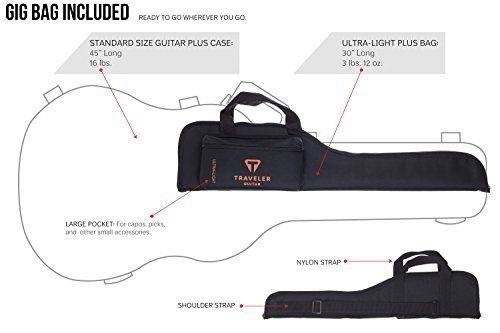 GIG BAG INCLUDED READY TO GO WHEREVER YOU GO.
STANDARD SIZE GUITAR PLUS CASE:
45" Long
16 lbs.
ULTRA-LIGHT PLUS BAG:
30" Long
3 lbs. 12 oz.
ULTRA-LIGHT
T
TRAVELER
GUITAR
LARGE POCKET: For capos, picks,
and other small accessories.
NYLON STRAP
SHOULDER STRAP